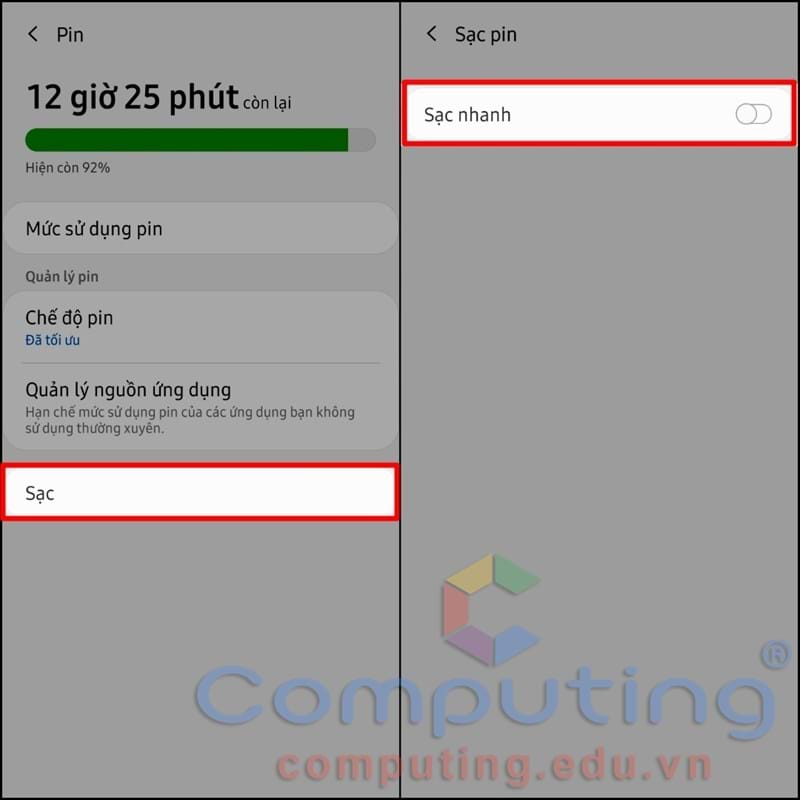 Pin
12 giờ 25 phút còn lại
Hiện còn 92%
Mức sử dụng pin
Quản lý pin
Chế độ pin
Đã tối ưu
Quản lý nguồn ứng dụng
Hạn chế mức sử dụng pin của các ứng dụng bạn không
sử dụng thường xuyên.
Sạc
Sạc pin
Sạc nhanh
Computing®
computing.edu.vn